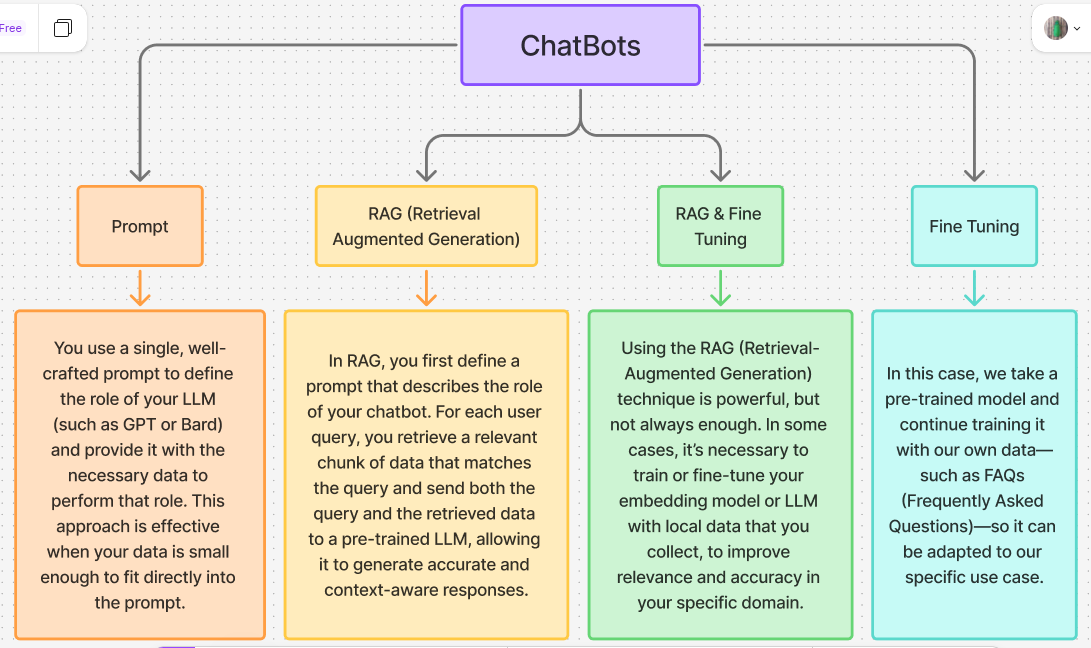 Free
ChatBots
Prompt
RAG (Retrieval
Augmented Generation)
RAG & Fine
Tuning
Fine Tuning
You use a single, well-
crafted prompt to define
the role of your LLM
(such as GPT or Bard)
and provide it with the
necessary data to
perform that role. This
approach is effective
when your data is small
enough to fit directly into
the prompt.
In RAG, you first define a
prompt that describes the role
of your chatbot. For each user
query, you retrieve a relevant
chunk of data that matches
the query and send both the
query and the retrieved data
to a pre-trained LLM, allowing
it to generate accurate and
context-aware responses.
Using the RAG (Retrieval-
Augmented Generation)
technique is powerful, but
not always enough. In some
cases, it’s necessary to
train or fine-tune your
embedding model or LLM
with local data that you
collect, to improve
relevance and accuracy in
your specific domain.
In this case, we take a
pre-trained model and
continue training it
with our own data—
such as FAQs
(Frequently Asked
Questions)—so it can
be adapted to our
specific use case.